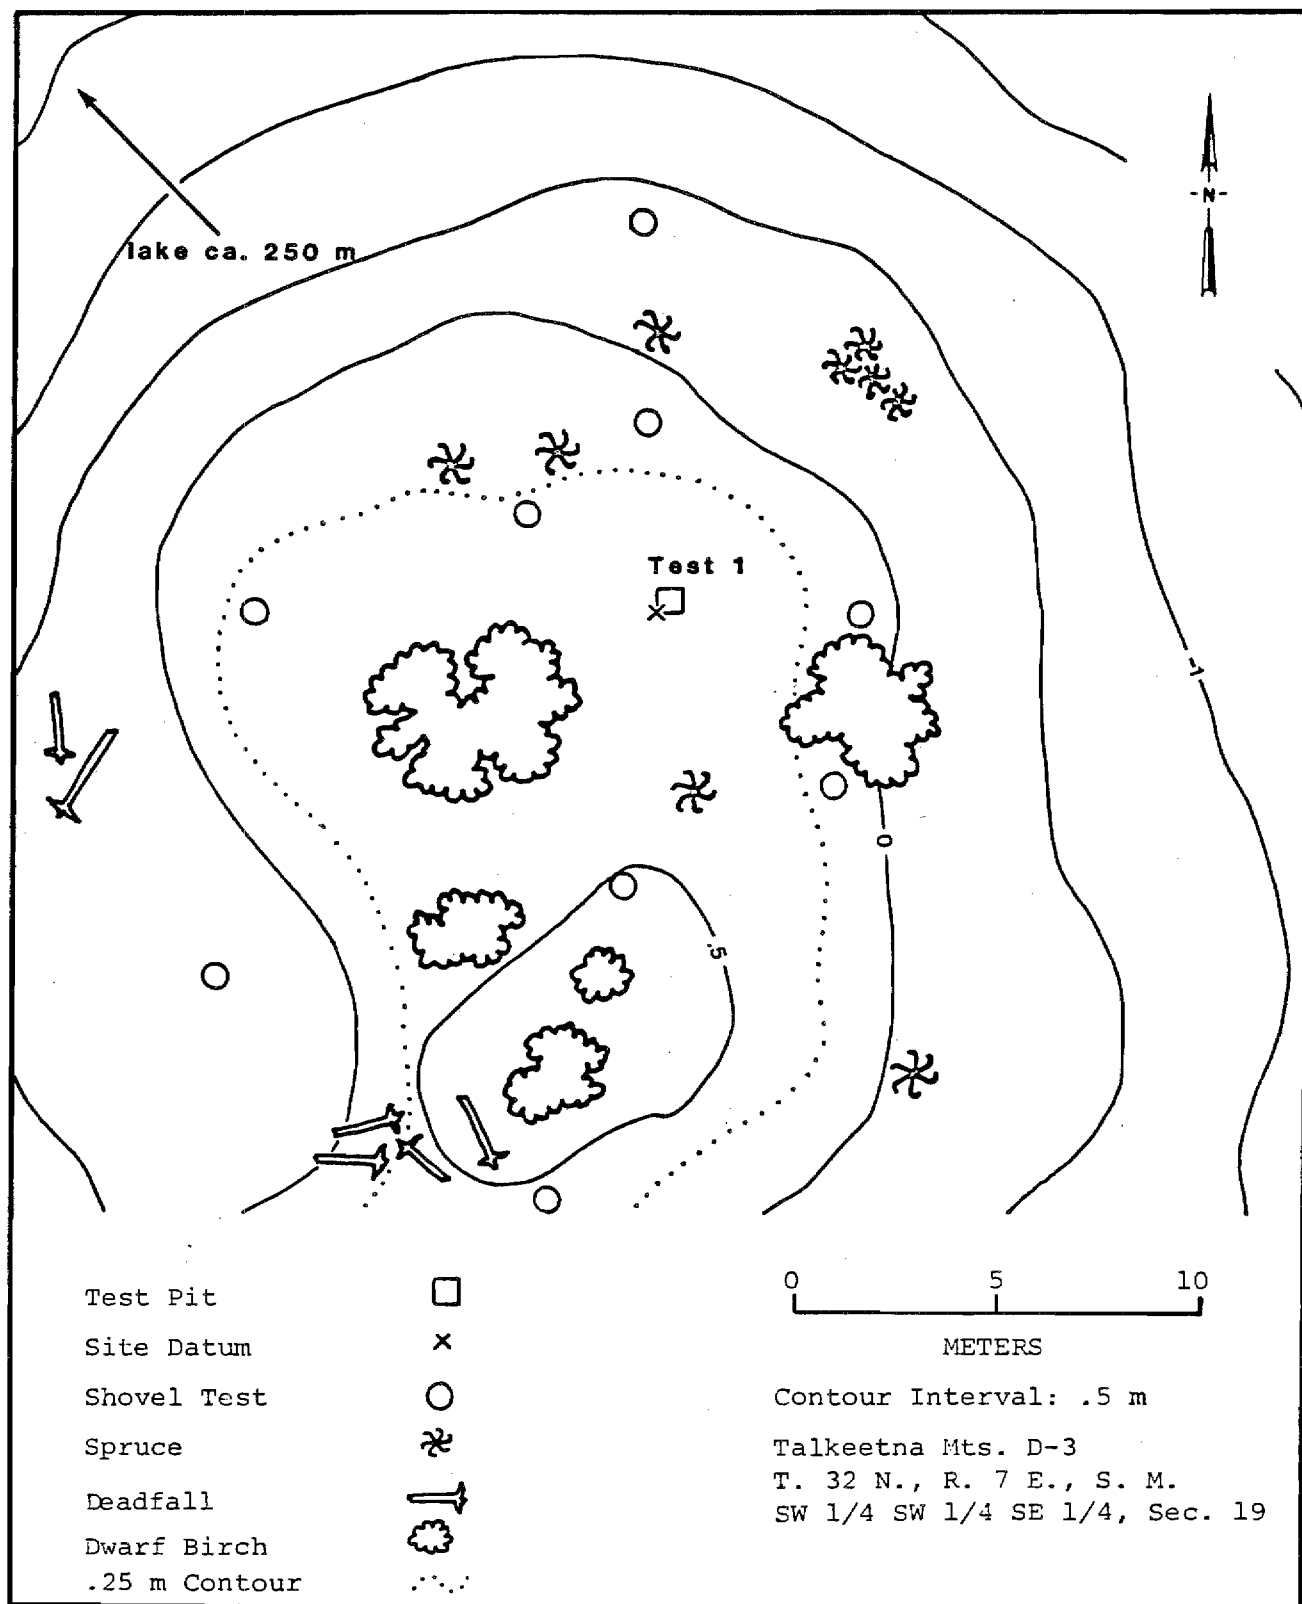 -N-
lake ca. 250 m
Test 1
-1
0
.5
Test Pit
Site Datum
Shovel Test
Spruce
Deadfall
Dwarf Birch
.25 m Contour
0 5 10
METERS
Contour Interval: .5 m
Talkeetna Mts. D-3
T. 32 N., R. 7 E., S. M.
SW 1/4 SW 1/4 SE 1/4, Sec. 19